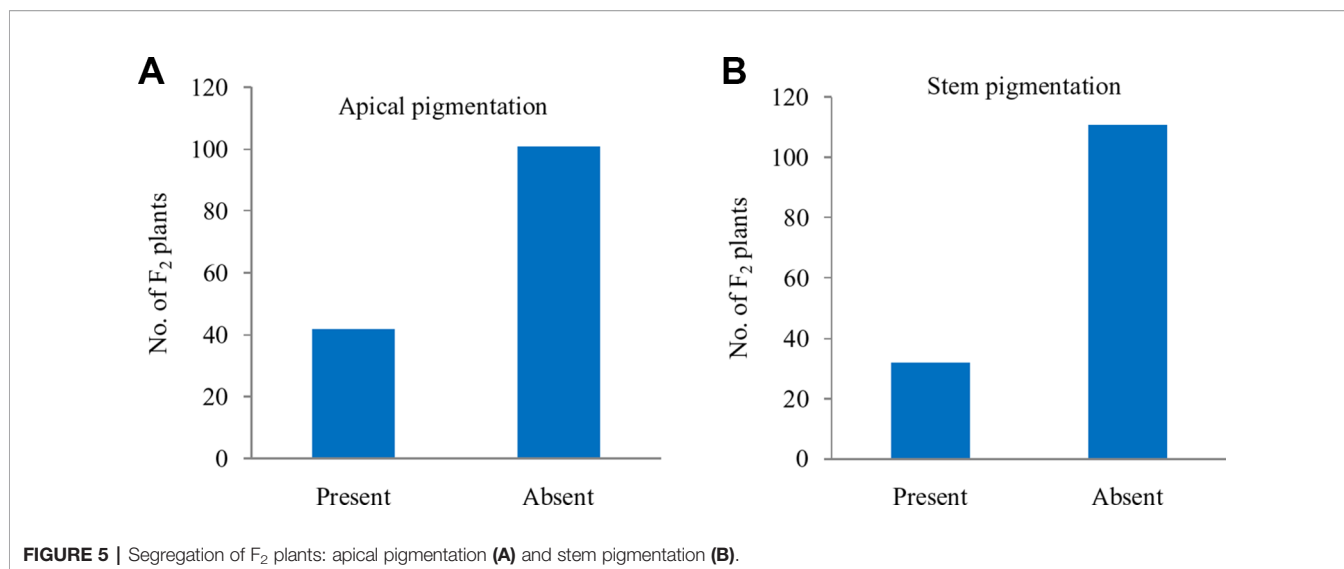 A
Apical pigmentation
No. of F₂ plants
120
100
80
60
40
20
0
Present Absent
B
Stem pigmentation
No. of F₂ plants
120
100
80
60
40
20
0
Present Absent
FIGURE 5 | Segregation of F₂ plants: apical pigmentation (A) and stem pigmentation (B).